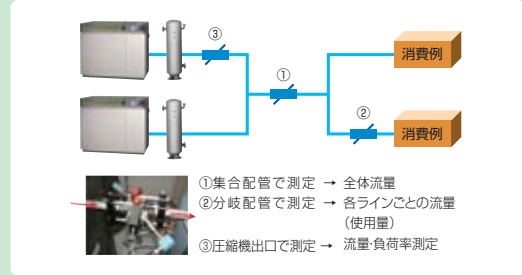 ③
①
消費例
②
消費例
①集合配管で測定 → 全体流量
②分岐配管で測定 → 各ラインごとの流量
（使用量）
③圧縮機出口で測定 → 流量･負荷率測定